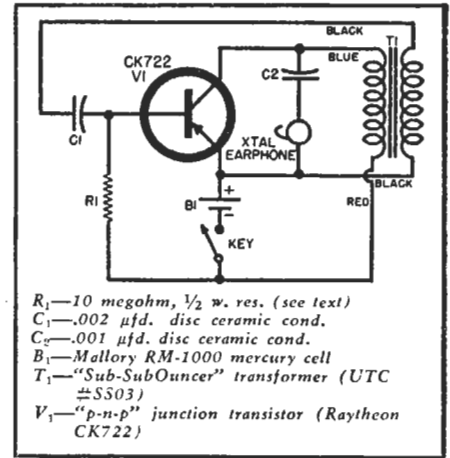 BLACK
T1
BLUE
CK722
V1
C2
C1
XTAL
EARPHONE
BLACK
R1
B1
+
-
RED
KEY
R₁—10 megohm, ½ w. res. (see text)
C₁—.002 µfd. disc ceramic cond.
C₂—.001 µfd. disc ceramic cond.
B₁—Mallory RM-1000 mercury cell
T₁—"Sub-SubOuncer" transformer (UTC
#SS03)
V₁—"p-n-p" junction transistor (Raytheon
CK722)